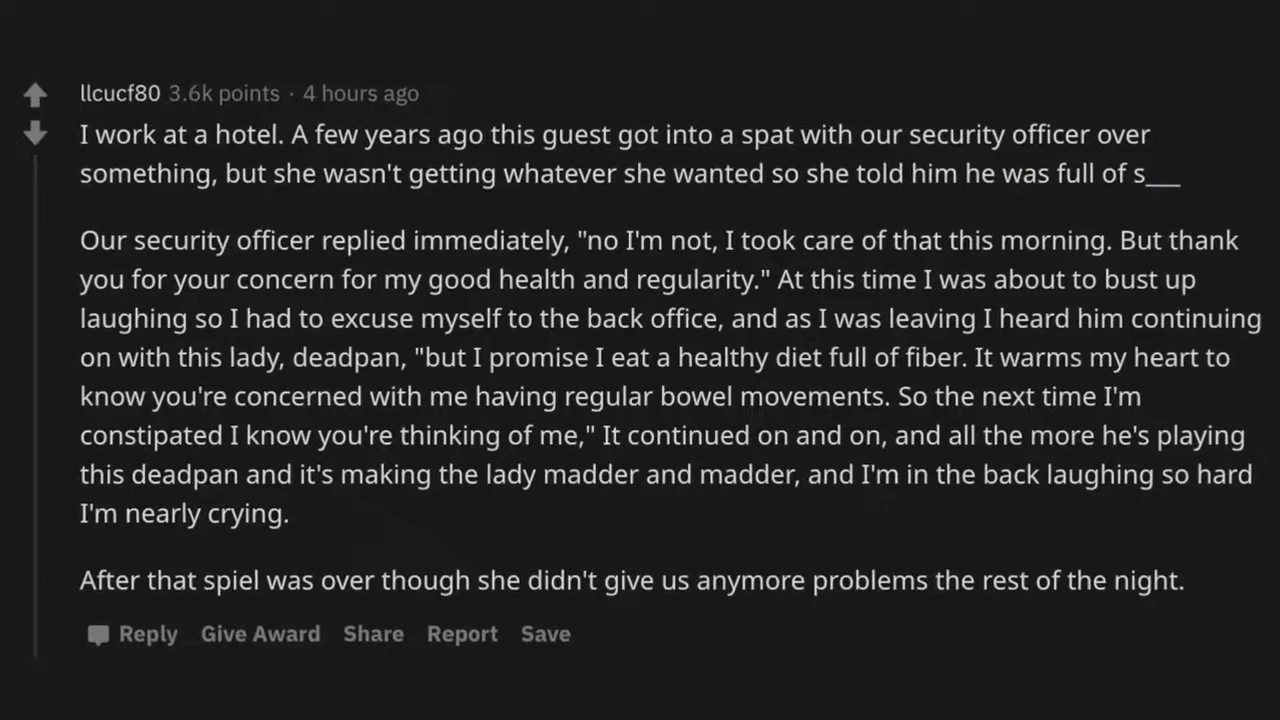 llcucf80 3.6k points · 4 hours ago
I work at a hotel. A few years ago this guest got into a spat with our security officer over
something, but she wasn't getting whatever she wanted so she told him he was full of s___
Our security officer replied immediately, "no I'm not, I took care of that this morning. But thank
you for your concern for my good health and regularity." At this time I was about to bust up
laughing so I had to excuse myself to the back office, and as I was leaving I heard him continuing
on with this lady, deadpan, "but I promise I eat a healthy diet full of fiber. It warms my heart to
know you're concerned with me having regular bowel movements. So the next time I'm
constipated I know you're thinking of me," It continued on and on, and all the more he's playing
this deadpan and it's making the lady madder and madder, and I'm in the back laughing so hard
I'm nearly crying.
After that spiel was over though she didn't give us anymore problems the rest of the night.
Reply Give Award Share Report Save